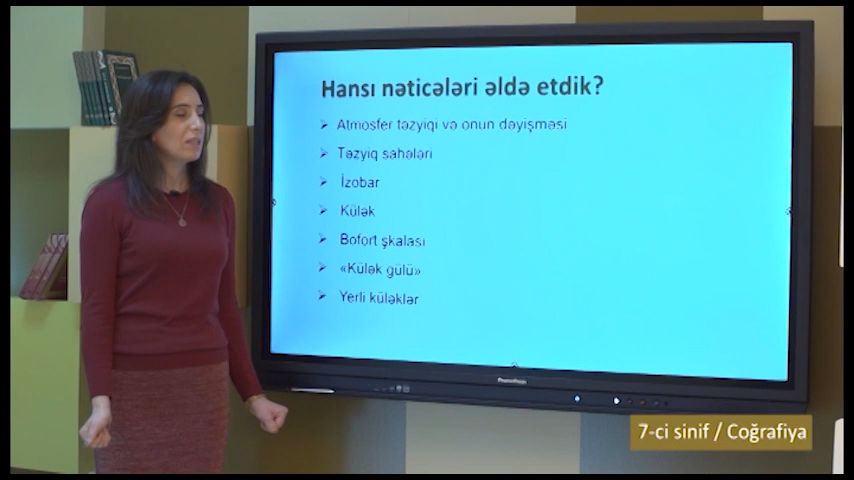 Hansı nəticələri əldə etdik?
Atmosfer təzyiqi və onun dəyişməsi
Təzyiq sahələri
İzobar
Külək
Bofort şkalası
«Külək gülü»
Yerli küləklər
Promethean
7-ci sinif / Coğrafiya